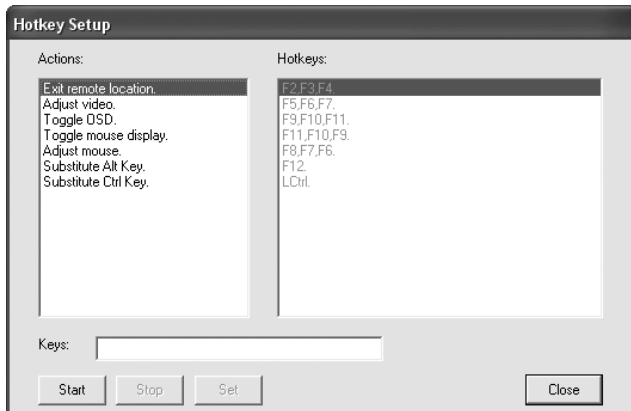 Hotkey Setup
Actions:
Hotkeys:
Exit remote location.
Adjust video.
Toggle OSD.
Toggle mouse display.
Adjust mouse.
Substitute Alt Key.
Substitute Ctrl Key.
F2,F3,F4.
F5,F6,F7.
F9,F10,F11.
F11,F10,F9.
F8,F7,F6.
F12.
LCtrl.
Keys:
Start
Stop
Set
Close